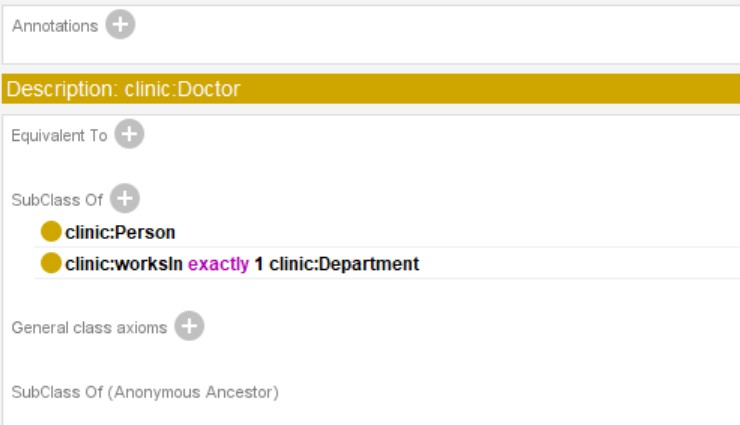 Annotations
Description: clinic:Doctor
Equivalent To
SubClass Of
clinic:Person
clinic:worksIn exactly 1 clinic:Department
General class axioms
SubClass Of (Anonymous Ancestor)